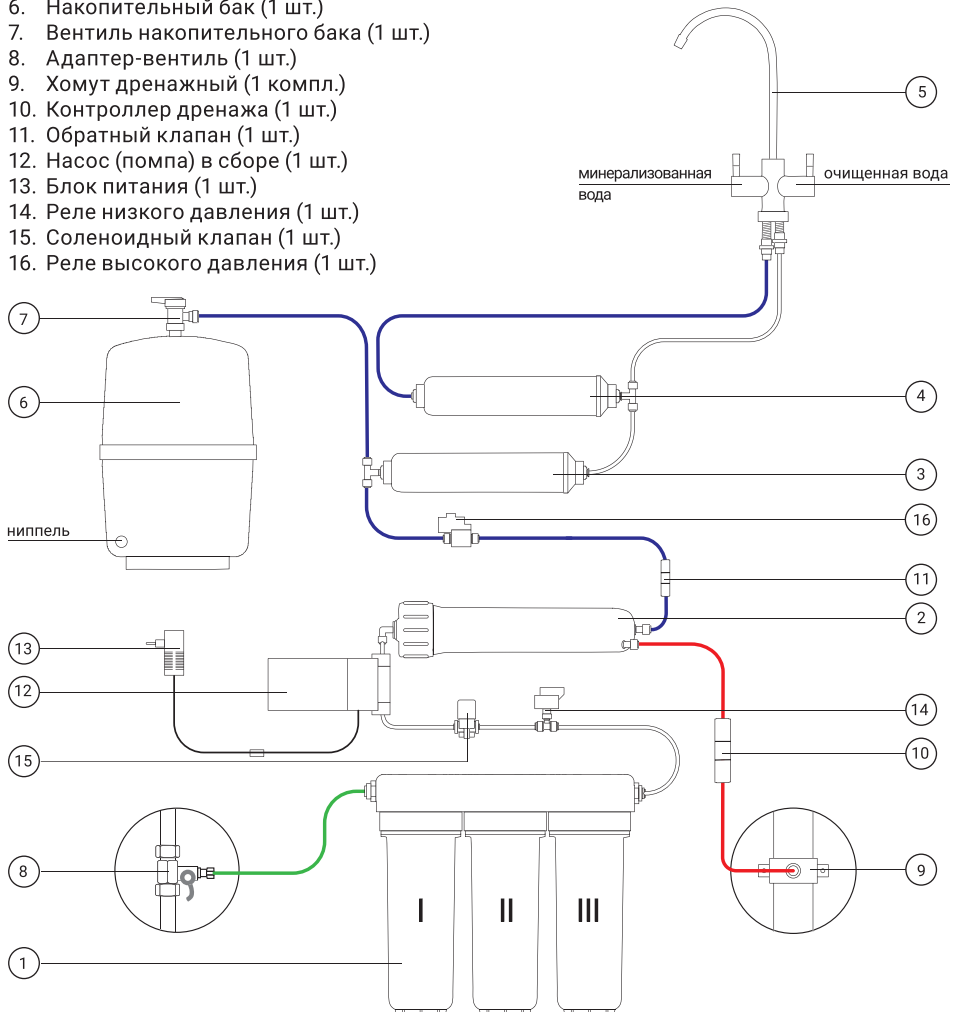 6. Накопительный бак (1 шт.)
7. Вентиль накопительного бака (1 шт.)
8. Адаптер-вентиль (1 шт.)
9. Хомут дренажный (1 компл.)
10. Контроллер дренажа (1 шт.)
11. Обратный клапан (1 шт.)
12. Насос (помпа) в сборе (1 шт.)
13. Блок питания (1 шт.)
14. Реле низкого давления (1 шт.)
15. Соленоидный клапан (1 шт.)
16. Реле высокого давления (1 шт.)
5
минерализованная
вода
очищенная вода
7
6
4
3
16
ниппель
11
2
13
12
14
10
15
8
9
I II III
1